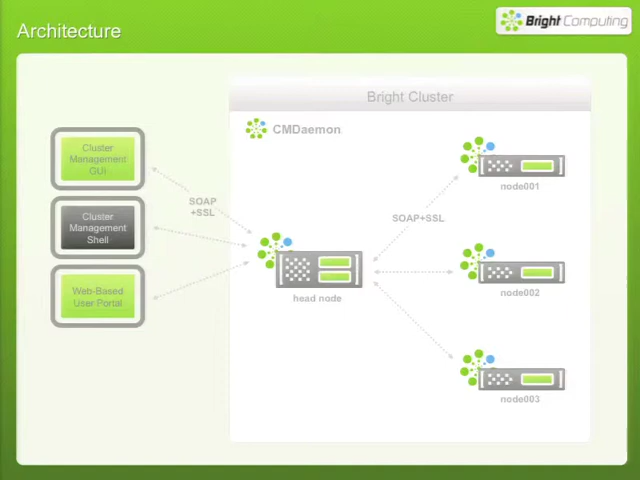 Architecture
Bright Computing
Bright Cluster
CMDaemon
Cluster
Management
GUI
SOAP
+SSL
Cluster
Management
Shell
Web-Based
User Portal
head node
SOAP+SSL
node001
node002
node003